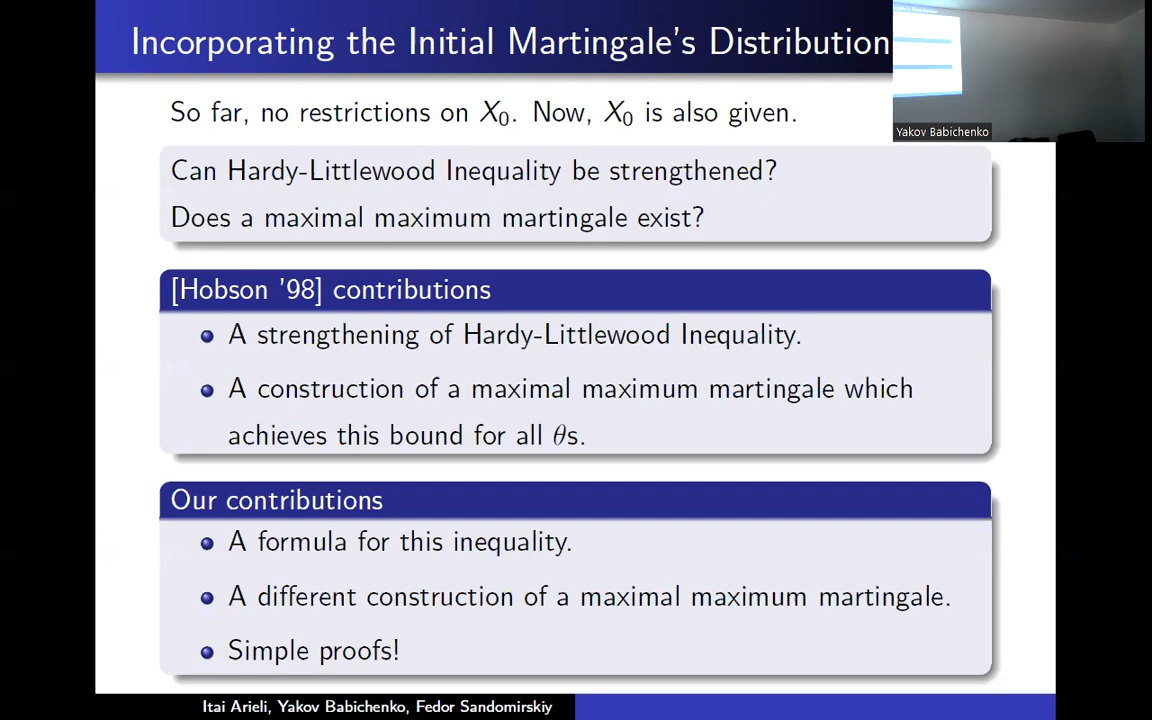 Incorporating the Initial Martingale's Distribution
So far, no restrictions on X₀. Now, X₀ is also given.
Yakov Babichenko
Can Hardy-Littlewood Inequality be strengthened?
Does a maximal maximum martingale exist?
[Hobson '98] contributions
A strengthening of Hardy-Littlewood Inequality.
A construction of a maximal maximum martingale which
achieves this bound for all θs.
Our contributions
A formula for this inequality.
A different construction of a maximal maximum martingale.
Simple proofs!
Itai Arieli, Yakov Babichenko, Fedor Sandomirskiy